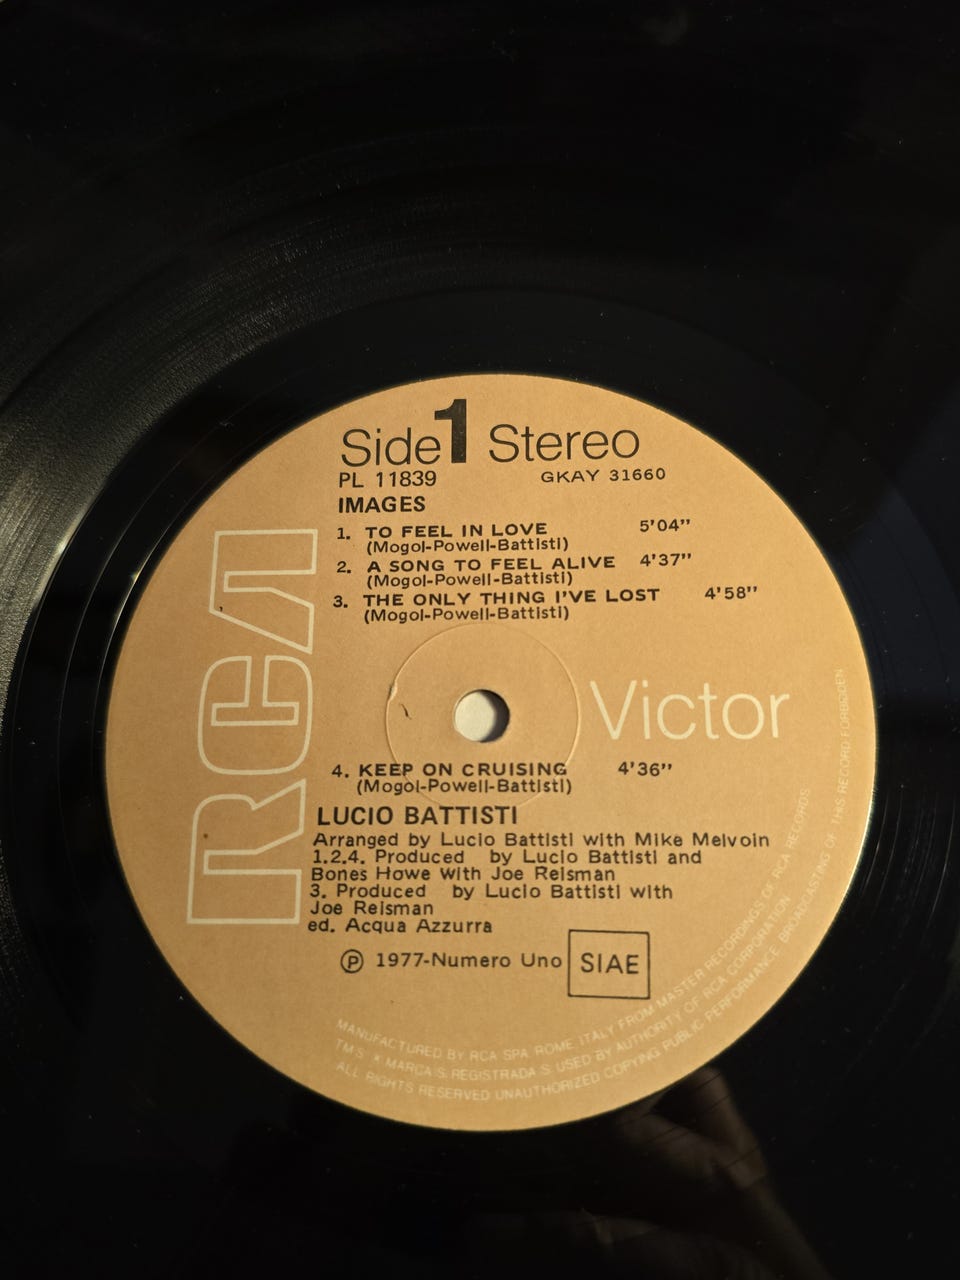 Side 1 Stereo
PL 11839 GKAY 31660
IMAGES
1. TO FEEL IN LOVE 5'04"
(Mogol-Powell-Battisti)
2. A SONG TO FEEL ALIVE 4'37"
(Mogol-Powell-Battisti)
3. THE ONLY THING I'VE LOST 4'58"
(Mogol-Powell-Battisti)
RCA
Victor
4. KEEP ON CRUISING 4'36"
(Mogol-Powell-Battisti)
LUCIO BATTISTI
Arranged by Lucio Battisti with Mike Melvoin
1.2.4. Produced by Lucio Battisti and
Bones Howe with Joe Reisman
3. Produced by Lucio Battisti with
Joe Reisman
ed. Acqua Azzurra
Ⓟ 1977-Numero Uno SIAE
MANUFACTURED BY RCA SPA ROME ITALY FROM MASTER RECORDINGS OF RCA RECORDS
TM'S * MARCA S. REGISTRADA S. USED BY AUTHORITY OF RCA CORPORATION
ALL RIGHTS RESERVED UNAUTHORIZED COPYING PUBLIC PERFORMANCE BROADCASTING OF THIS RECORD FORBIDDEN